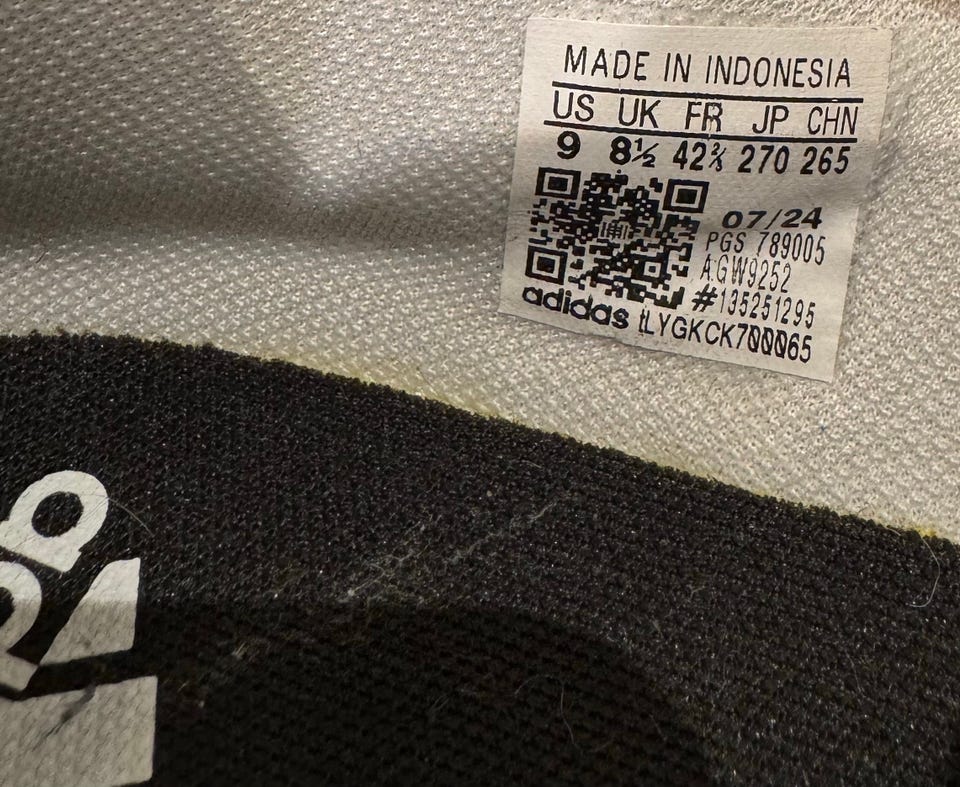 MADE IN INDONESIA
US UK FR JP CHN
9 8½ 42⅔ 270 265
07/24
PGS 789005
AGW9252
#135251295
adidas
LYGKCK700065